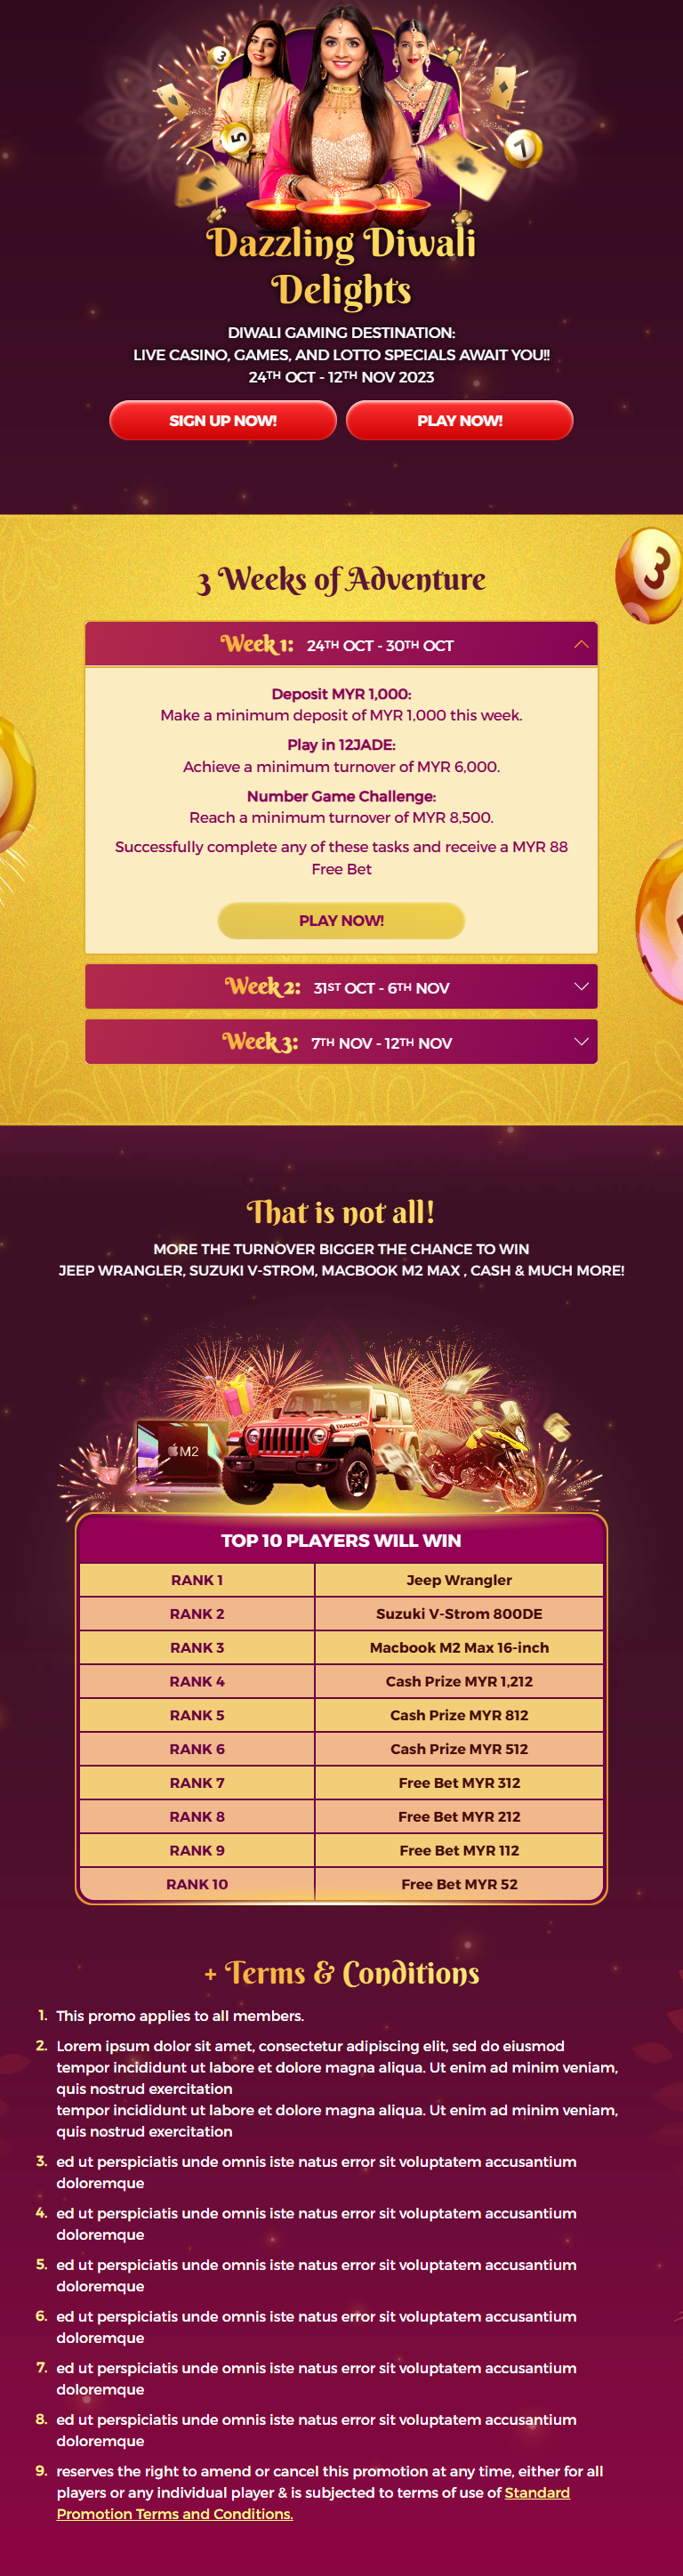 3
5
7
Dazzling Diwali
Delights
DIWALI GAMING DESTINATION:
LIVE CASINO, GAMES, AND LOTTO SPECIALS AWAIT YOU!!
24TH OCT - 12TH NOV 2023
SIGN UP NOW! PLAY NOW!
3 Weeks of Adventure
3
Week 1: 24TH OCT - 30TH OCT
Deposit MYR 1,000:
Make a minimum deposit of MYR 1,000 this week.
Play in 12JADE:
Achieve a minimum turnover of MYR 6,000.
Number Game Challenge:
Reach a minimum turnover of MYR 8,500.
Successfully complete any of these tasks and receive a MYR 88
Free Bet
PLAY NOW!
Week 2: 31ST OCT - 6TH NOV
Week 3: 7TH NOV - 12TH NOV
That is not all!
MORE THE TURNOVER BIGGER THE CHANCE TO WIN
JEEP WRANGLER, SUZUKI V-STROM, MACBOOK M2 MAX , CASH & MUCH MORE!
M2
RUBICON
TOP 10 PLAYERS WILL WIN
RANK 1 Jeep Wrangler
RANK 2 Suzuki V-Strom 800DE
RANK 3 Macbook M2 Max 16-inch
RANK 4 Cash Prize MYR 1,212
RANK 5 Cash Prize MYR 812
RANK 6 Cash Prize MYR 512
RANK 7 Free Bet MYR 312
RANK 8 Free Bet MYR 212
RANK 9 Free Bet MYR 112
RANK 10 Free Bet MYR 52
+ Terms & Conditions
1. This promo applies to all members.
2. Lorem ipsum dolor sit amet, consectetur adipiscing elit, sed do eiusmod
tempor incididunt ut labore et dolore magna aliqua. Ut enim ad minim veniam,
quis nostrud exercitation
tempor incididunt ut labore et dolore magna aliqua. Ut enim ad minim veniam,
quis nostrud exercitation
3. ed ut perspiciatis unde omnis iste natus error sit voluptatem accusantium
doloremque
4. ed ut perspiciatis unde omnis iste natus error sit voluptatem accusantium
doloremque
5. ed ut perspiciatis unde omnis iste natus error sit voluptatem accusantium
doloremque
6. ed ut perspiciatis unde omnis iste natus error sit voluptatem accusantium
doloremque
7. ed ut perspiciatis unde omnis iste natus error sit voluptatem accusantium
doloremque
8. ed ut perspiciatis unde omnis iste natus error sit voluptatem accusantium
doloremque
9. reserves the right to amend or cancel this promotion at any time, either for all
players or any individual player & is subjected to terms of use of Standard
Promotion Terms and Conditions.